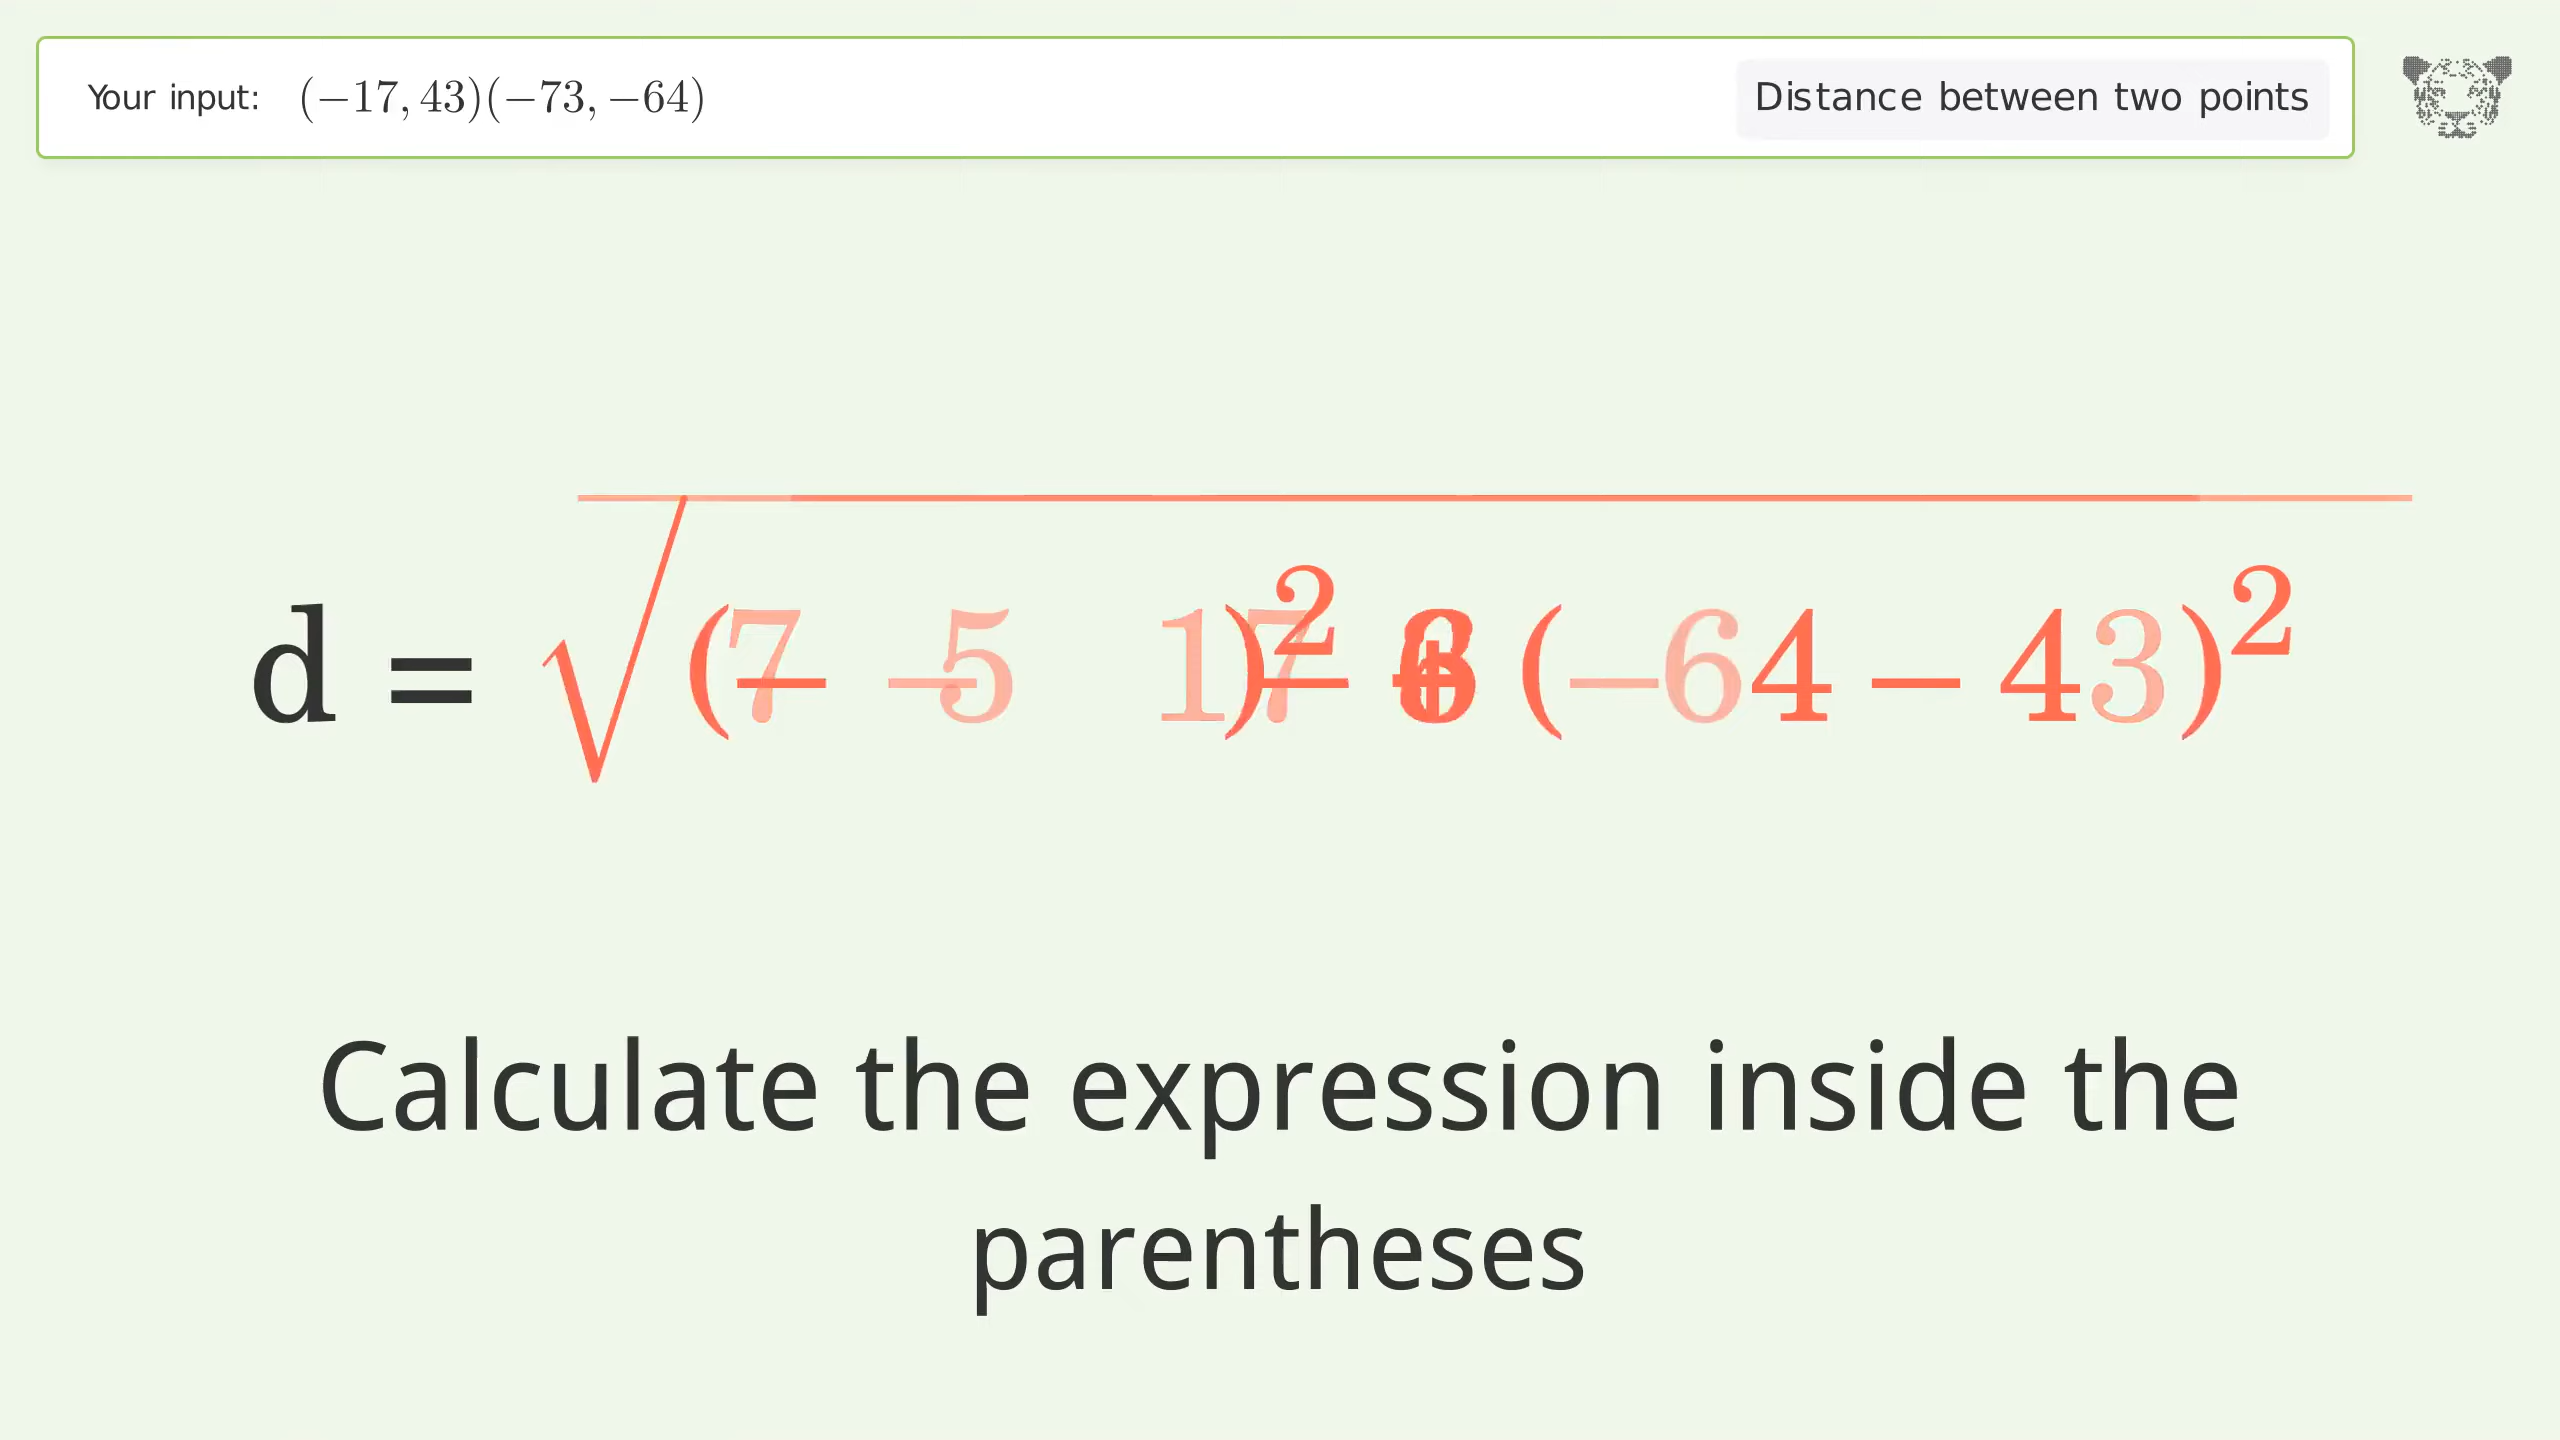 Your input: (−17, 43)(−73, −64)
Distance between two points
d =
(−64 − 43)²
Calculate the expression inside the
parentheses